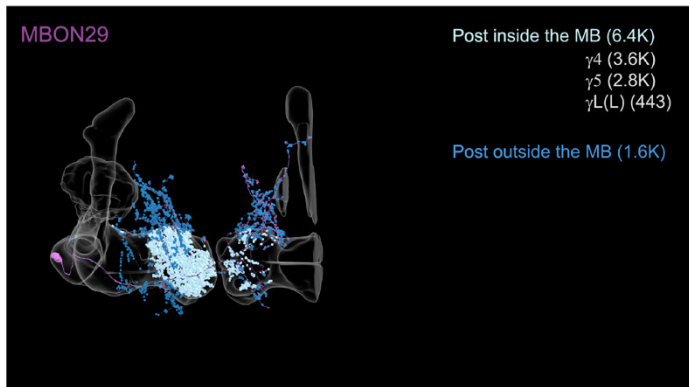 MBON29
Post inside the MB (6.4K)
γ4 (3.6K)
γ5 (2.8K)
γL(L) (443)
Post outside the MB (1.6K)